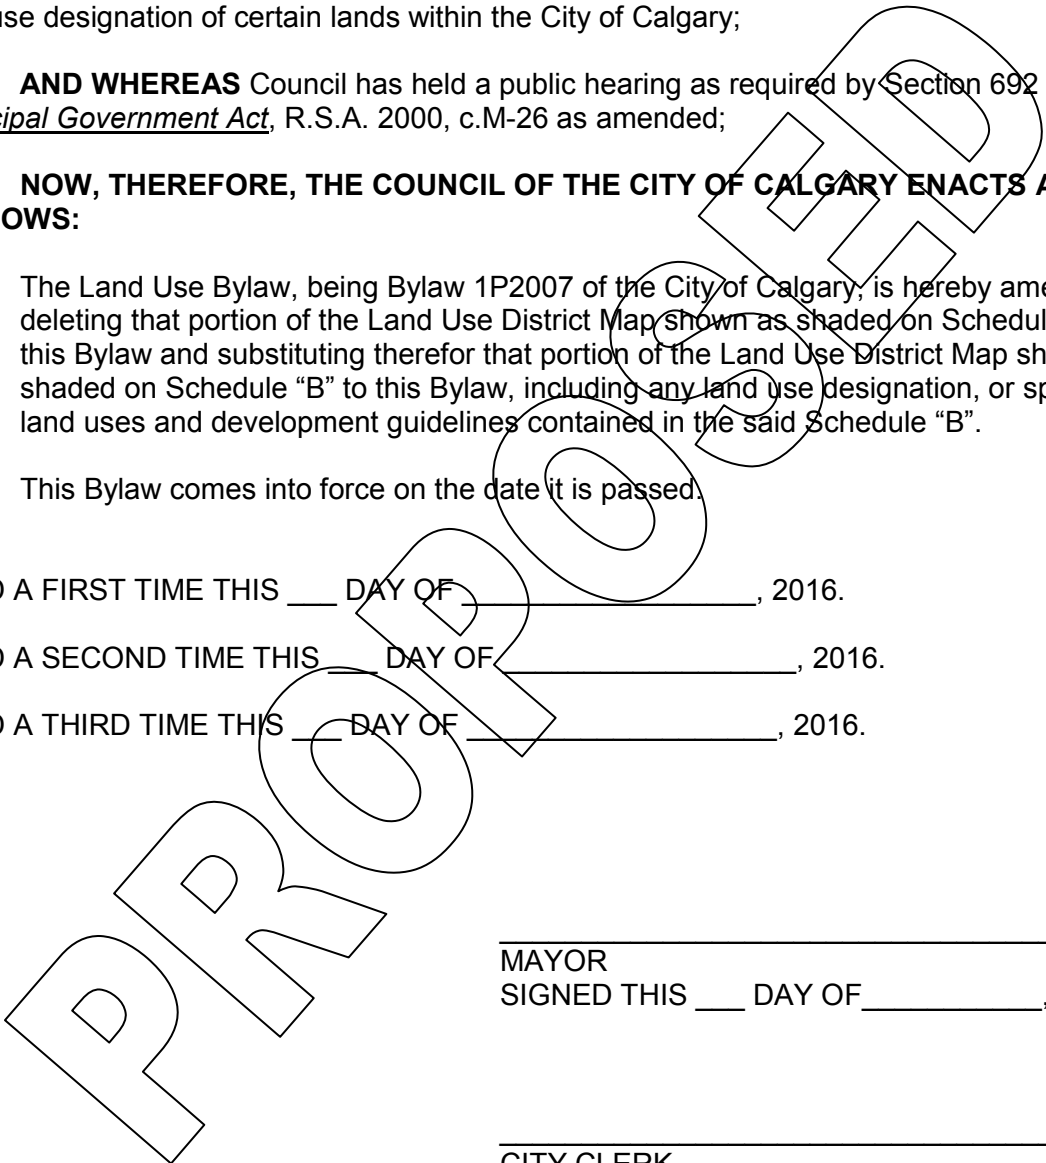 use designation of certain lands within the City of Calgary;
AND WHEREAS Council has held a public hearing as required by Section 692
cipal Government Act, R.S.A. 2000, c.M-26 as amended;
NOW, THEREFORE, THE COUNCIL OF THE CITY OF CALGARY ENACTS A
OWS:
The Land Use Bylaw, being Bylaw 1P2007 of the City of Calgary, is hereby ame
deleting that portion of the Land Use District Map shown as shaded on Schedul
this Bylaw and substituting therefor that portion of the Land Use District Map sh
shaded on Schedule “B” to this Bylaw, including any land use designation, or sp
land uses and development guidelines contained in the said Schedule “B”.
This Bylaw comes into force on the date it is passed.
D A FIRST TIME THIS ___ DAY OF __________________, 2016.
D A SECOND TIME THIS ___ DAY OF __________________, 2016.
D A THIRD TIME THIS ___ DAY OF ___________________, 2016.
PROPOSED
MAYOR
SIGNED THIS ___ DAY OF___________,
CITY CLERK